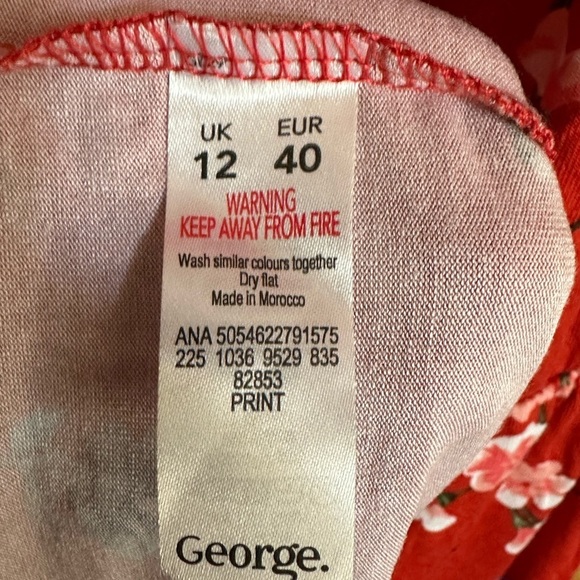 UK EUR
12 40
WARNING
KEEP AWAY FROM FIRE
Wash similar colours together
Dry flat
Made in Morocco
ANA 5054622791575
225 1036 9529 835
82853
PRINT
George.